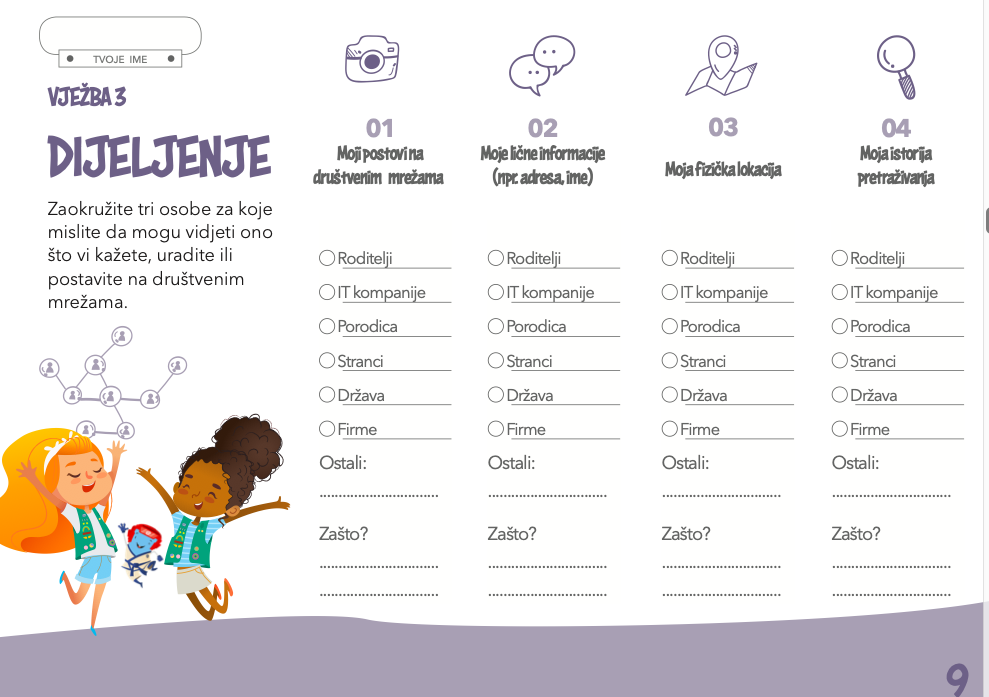 TVOJE IME
VJEŽBA 3
DIJELJENJE
Zaokružite tri osobe za koje
mislite da mogu vidjeti ono
što vi kažete, uradite ili
postavite na društvenim
mrežama.
01
Moji postovi na
društvenim mrežama
Roditelji
IT kompanije
Porodica
Stranci
Država
Firme
Ostali:
Zašto?
02
Moje lične informacije
(npr. adresa, ime)
Roditelji
IT kompanije
Porodica
Stranci
Država
Firme
Ostali:
Zašto?
03
Moja fizička lokacija
Roditelji
IT kompanije
Porodica
Stranci
Država
Firme
Ostali:
Zašto?
04
Moja istorija
pretraživanja
Roditelji
IT kompanije
Porodica
Stranci
Država
Firme
Ostali:
Zašto?
9